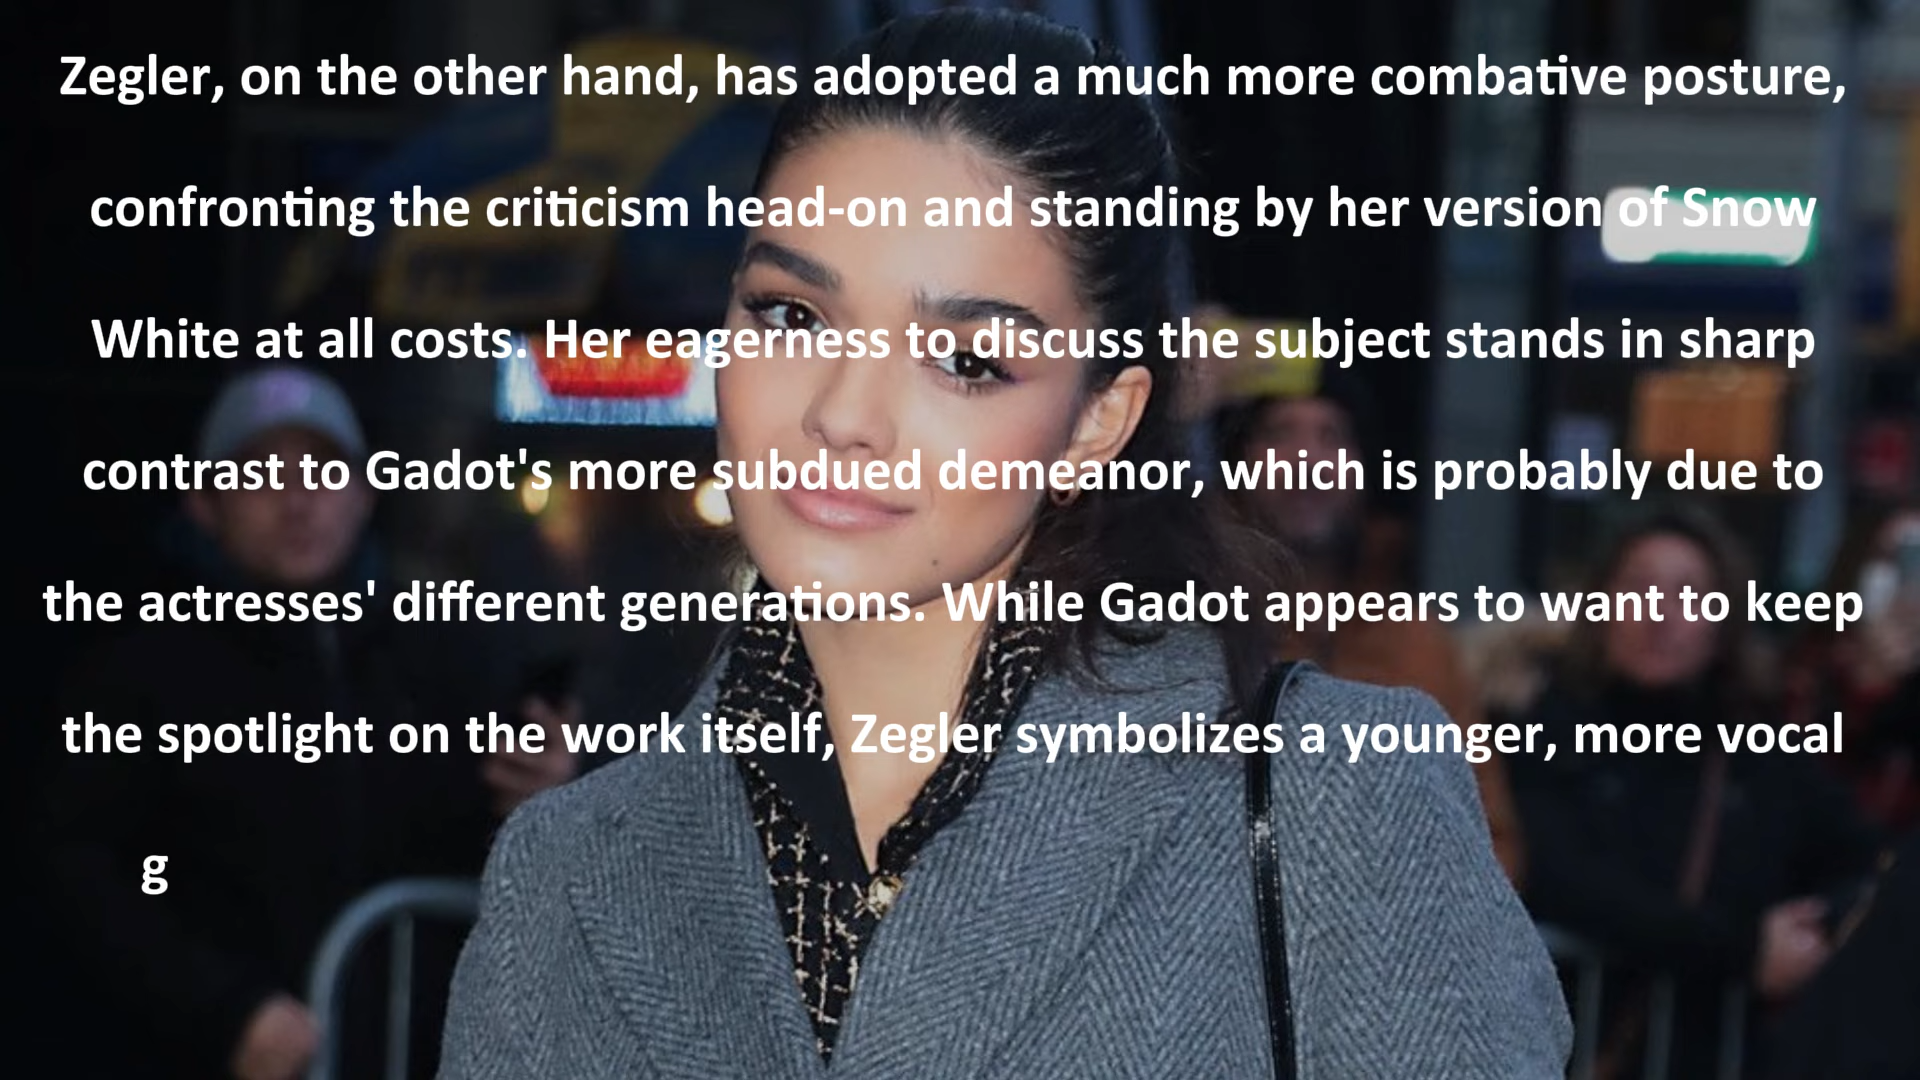 Zegler, on the other hand, has adopted a much more combative posture,
confronting the criticism head-on and standing by her version of Snow
White at all costs. Her eagerness to discuss the subject stands in sharp
contrast to Gadot's more subdued demeanor, which is probably due to
the actresses' different generations. While Gadot appears to want to keep
the spotlight on the work itself, Zegler symbolizes a younger, more vocal
g